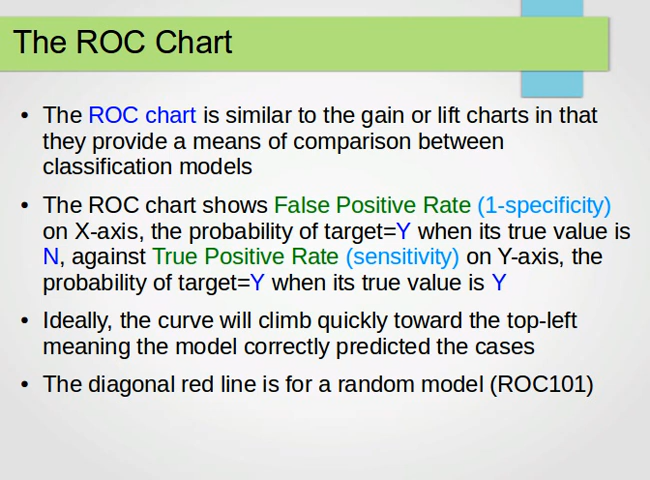 The ROC Chart
• The ROC chart is similar to the gain or lift charts in that
they provide a means of comparison between
classification models
• The ROC chart shows False Positive Rate (1-specificity)
on X-axis, the probability of target=Y when its true value is
N, against True Positive Rate (sensitivity) on Y-axis, the
probability of target=Y when its true value is Y
• Ideally, the curve will climb quickly toward the top-left
meaning the model correctly predicted the cases
• The diagonal red line is for a random model (ROC101)